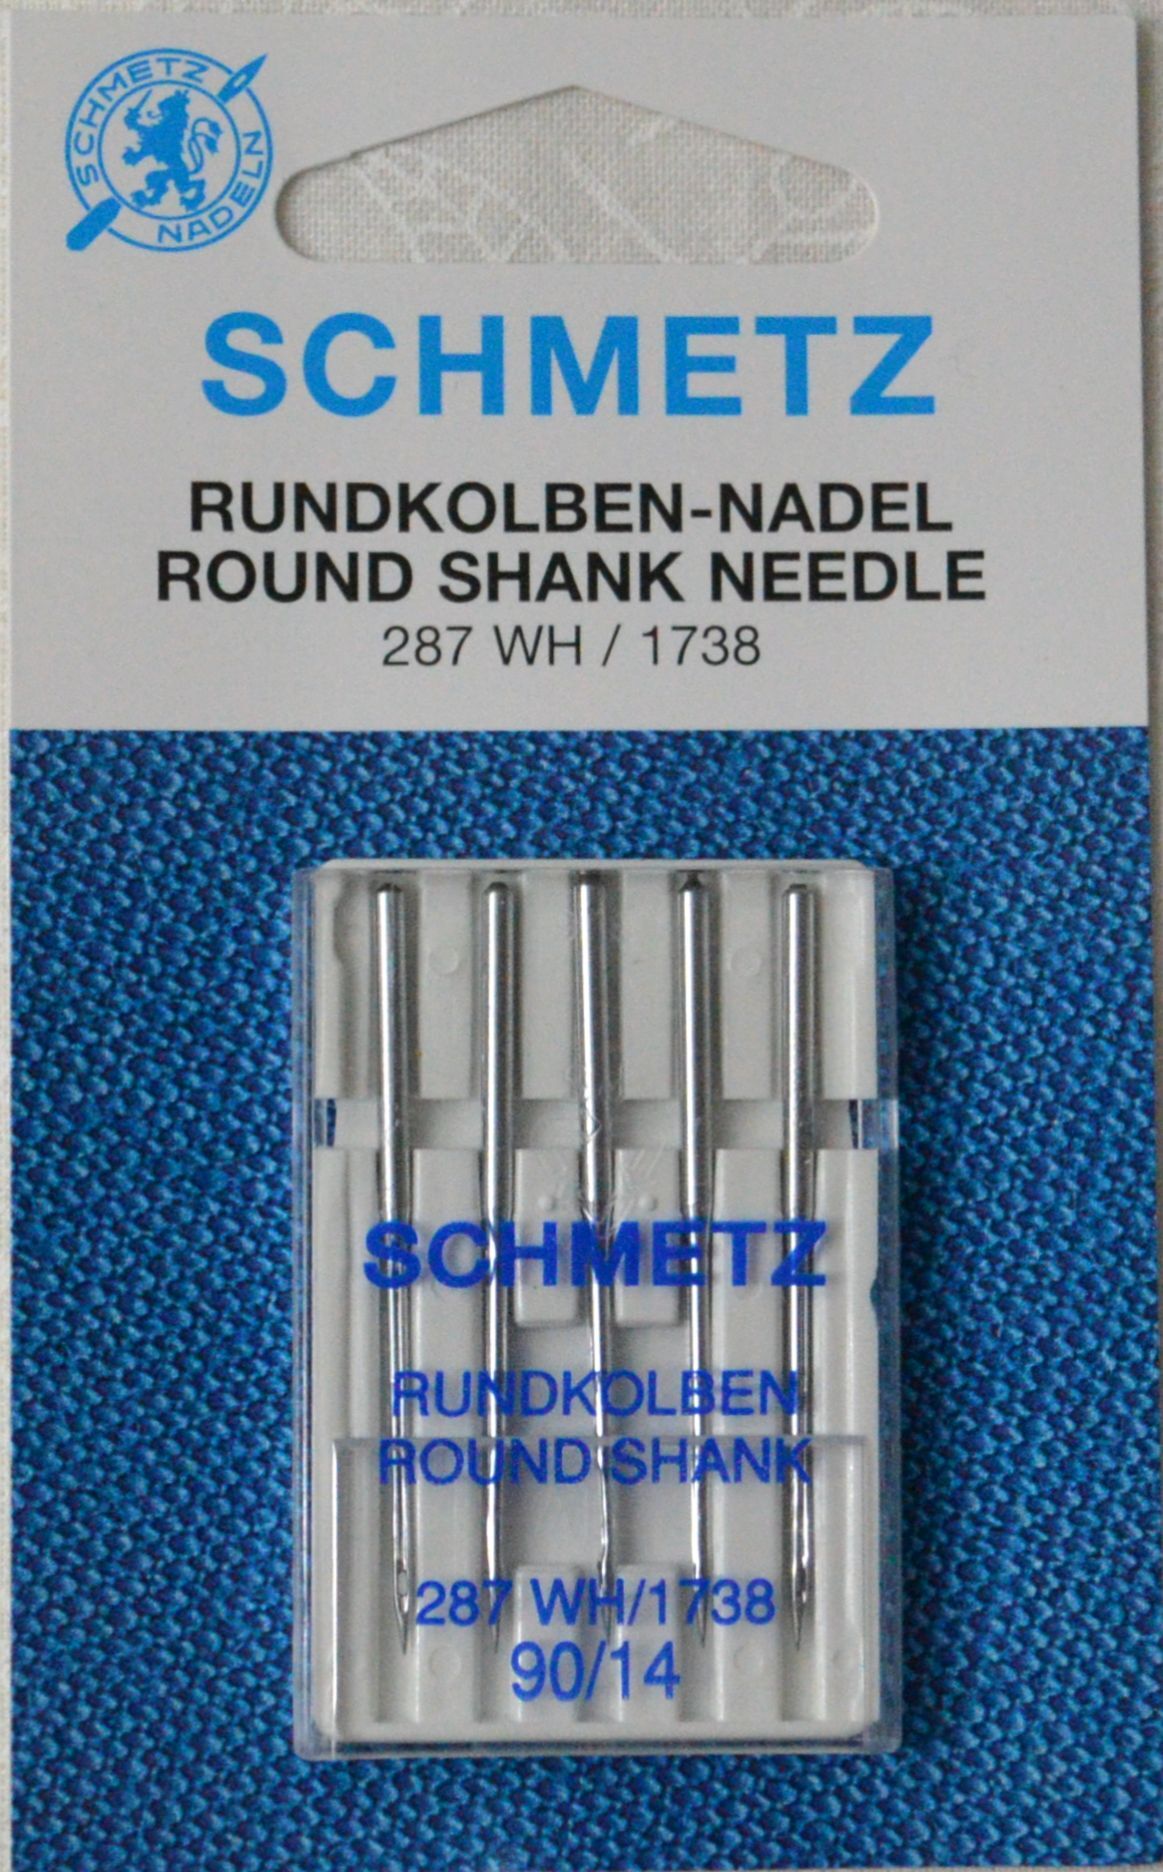 SCHMETZ
NADELN
SCHMETZ
RUNDKOLBEN-NADEL
ROUND SHANK NEEDLE
287 WH / 1738
SCHMETZ
RUNDKOLBEN
ROUND SHANK
287 WH/1738
90/14